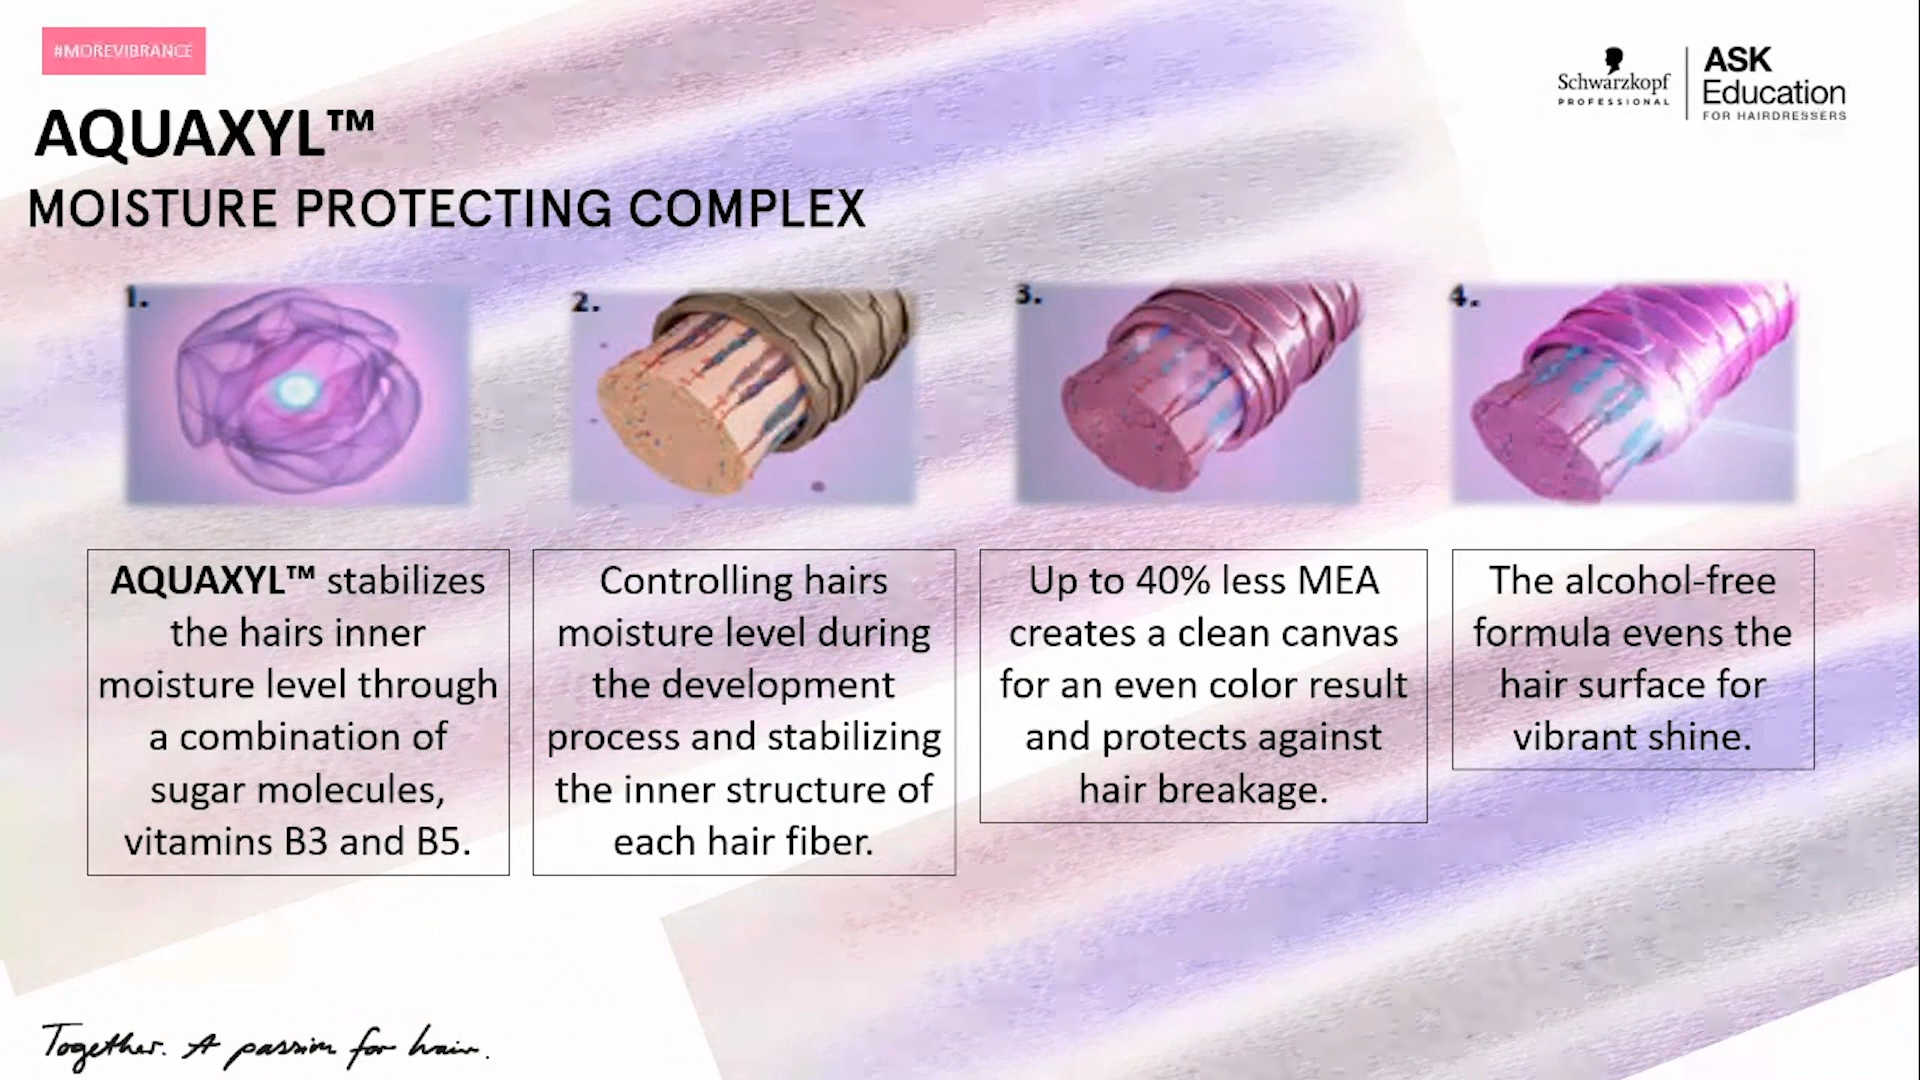 #MOREVIBRANCE
Schwarzkopf
PROFESSIONAL
ASK
Education
FOR HAIRDRESSERS
AQUAXYL™
MOISTURE PROTECTING COMPLEX
1.
2.
3.
4.
AQUAXYL™ stabilizes
the hairs inner
moisture level through
a combination of
sugar molecules,
vitamins B3 and B5.
Controlling hairs
moisture level during
the development
process and stabilizing
the inner structure of
each hair fiber.
Up to 40% less MEA
creates a clean canvas
for an even color result
and protects against
hair breakage.
The alcohol-free
formula evens the
hair surface for
vibrant shine.
Together. A passion for hair.